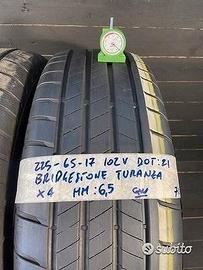 225-65-17 102V DOT:21
BRIDGESTONE TURANZA
X4 MM:6,5
subito